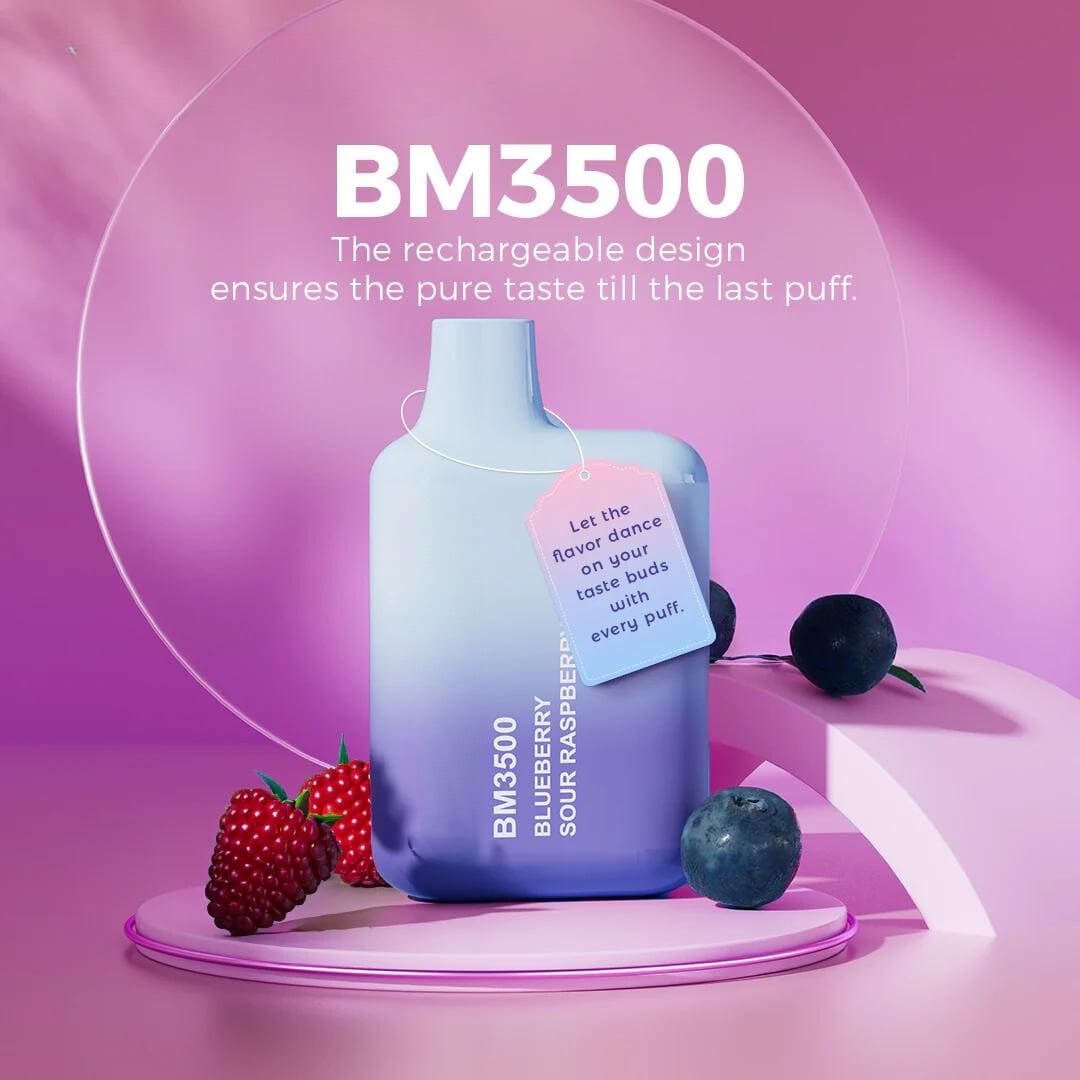 BM3500
The rechargeable design
ensures the pure taste till the last puff.
Let the
flavor dance
on your
taste buds
with
every puff.
BM3500
BLUEBERRY
SOUR RASPBERRY